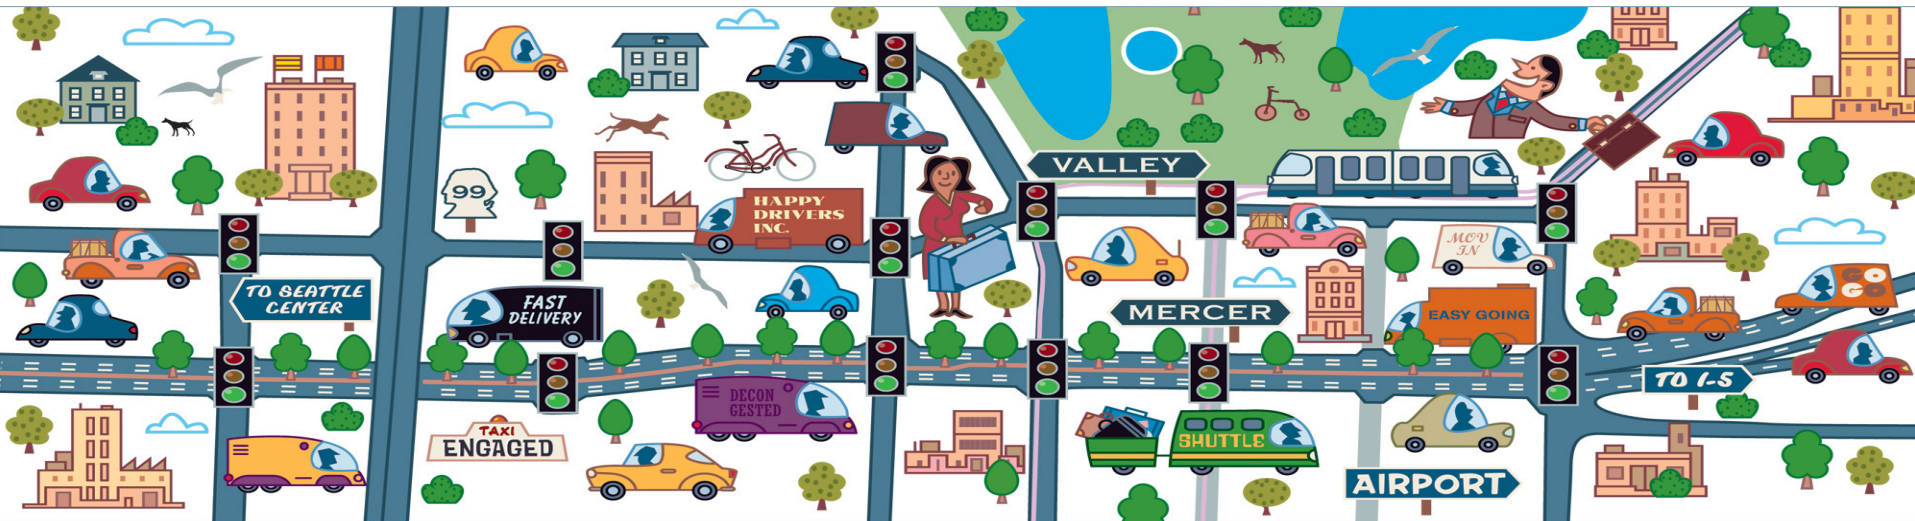 VALLEY
99
HAPPY
DRIVERS
INC.
MOV
IN
GO
GO
TO SEATTLE
CENTER
FAST
DELIVERY
MERCER
EASY GOING
TO I-5
DECON
GESTED
TAXI
ENGAGED
SHUTTLE
AIRPORT